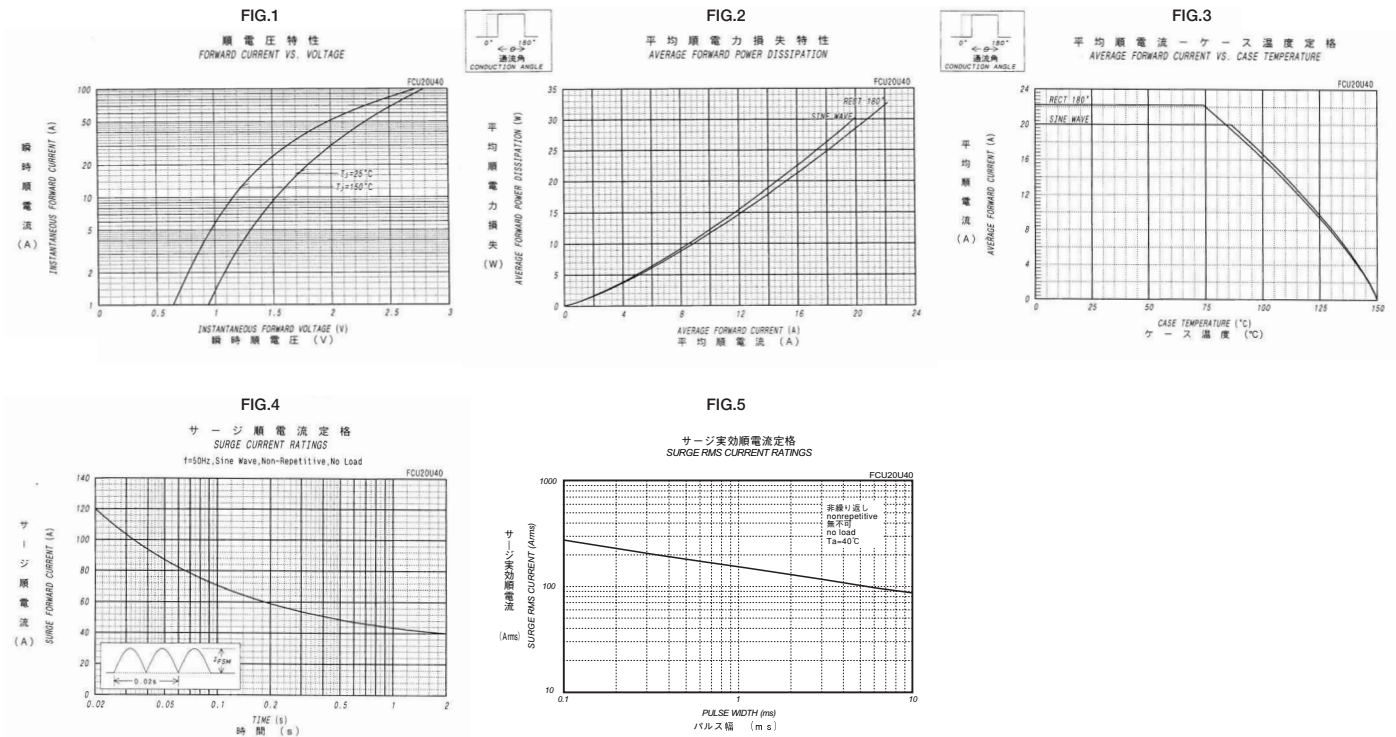 FIG.1
順電圧特性
FORWARD CURRENT VS. VOLTAGE
FCU20U40
100
50
20
10
5
2
1
瞬時順電流
(A)
INSTANTANEOUS FORWARD CURRENT (A)
Tj=25°C
Tj=150°C
0 0.5 1 1.5 2 2.5 3
INSTANTANEOUS FORWARD VOLTAGE (V)
瞬時順電圧 (V)
FIG.2
0° 180°
θ
通流角
CONDUCTION ANGLE
平均順電力損失特性
AVERAGE FORWARD POWER DISSIPATION
FCU20U40
35
30
25
20
15
10
5
0
平均順電力損失
(W)
AVERAGE FORWARD POWER DISSIPATION (W)
RECT 180°
SINE WAVE
0 4 8 12 16 20 24
AVERAGE FORWARD CURRENT (A)
平均順電流 (A)
FIG.3
0° 180°
θ
通流角
CONDUCTION ANGLE
平均順電流－ケース温度定格
AVERAGE FORWARD CURRENT VS. CASE TEMPERATURE
FCU20U40
24
20
16
12
8
4
0
平均順電流
(A)
AVERAGE FORWARD CURRENT (A)
RECT 180°
SINE WAVE
0 25 50 75 100 125 150
CASE TEMPERATURE (°C)
ケース温度 (°C)
FIG.4
サージ順電流定格
SURGE CURRENT RATINGS
f=50Hz,Sine Wave,Non-Repetitive,No Load
FCU20U40
140
120
100
80
60
40
20
0
サージ順電流
(A)
SURGE FORWARD CURRENT (A)
IFSM
0.02s
0.02 0.05 0.1 0.2 0.5 1 2
TIME (s)
時間 (s)
FIG.5
サージ実効順電流定格
SURGE RMS CURRENT RATINGS
FCU20U40
1000
100
10
サージ実効順電流
(Arms)
SURGE RMS CURRENT (Arms)
非繰り返し
nonrepetitive
無不可
no load
Ta=40℃
0.1 1 10
PULSE WIDTH (ms)
パルス幅 (ms)